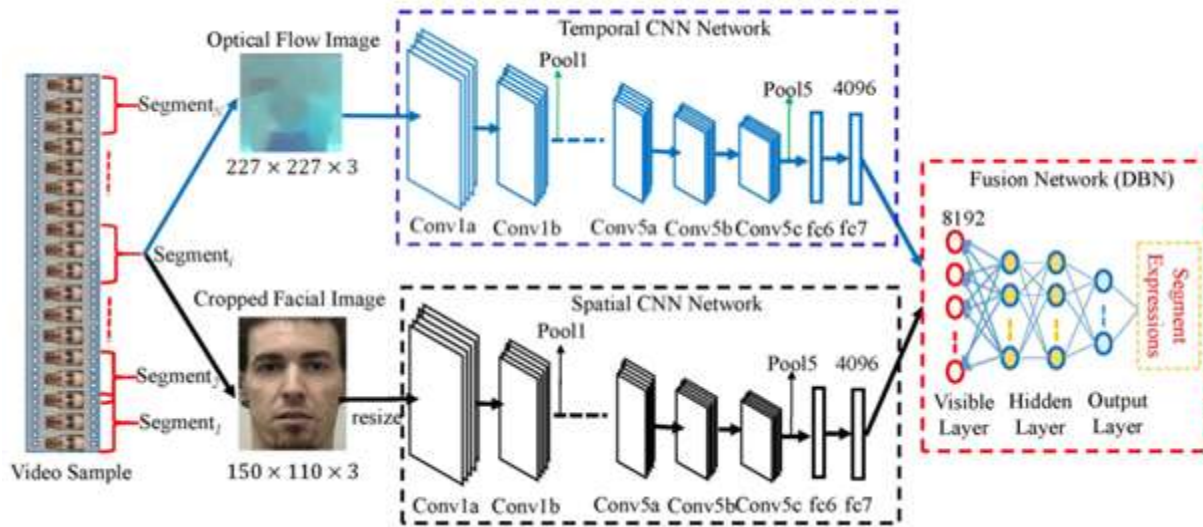 Optical Flow Image
Temporal CNN Network
Pool1
Segment_N
Pool5
4096
227 × 227 × 3
Conv1a
Conv1b
Conv5a
Conv5b
Conv5c
fc6
fc7
Fusion Network (DBN)
8192
Segment_i
Segment
Expressions
Cropped Facial Image
Spatial CNN Network
Pool1
Pool5
4096
Segment_2
resize
Segment_1
Visible
Layer
Hidden
Layer
Output
Layer
Video Sample
150 × 110 × 3
Conv1a
Conv1b
Conv5a
Conv5b
Conv5c
fc6
fc7